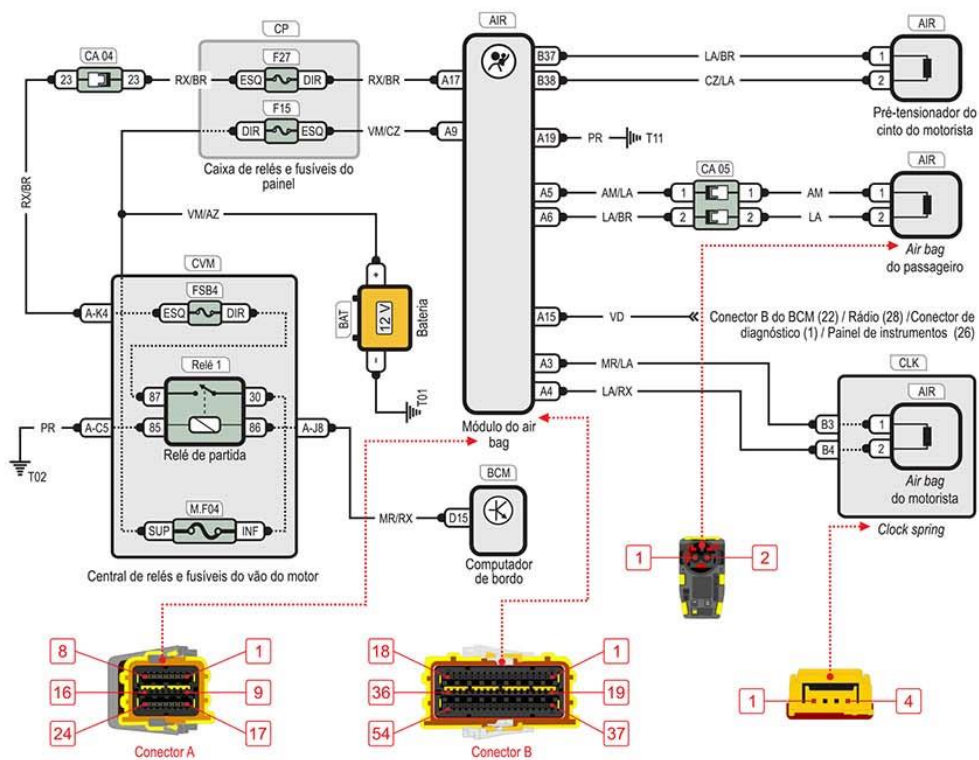 CP
AIR
AIR
CA 04
F27
23
23
RX/BR
ESQ
DIR
RX/BR
A17
B37
LA/BR
1
B38
CZ/LA
2
F15
DIR
ESQ
VM/CZ
A9
A19
PR
T11
Pré-tensionador do
cinto do motorista
Caixa de relés e fusíveis do
painel
CA 05
AIR
A5
AM/LA
1
1
AM
1
A6
LA/BR
2
2
LA
2
Air bag
do passageiro
RX/BR
VM/AZ
CVM
FSB4
A-K4
ESQ
DIR
+
BAT
12 V
Bateria
-
T01
A15
VD
Conector B do BCM (22) / Rádio (28) /Conector de
diagnóstico (1) / Painel de instrumentos (26)
Relé 1
87
30
A3
MR/LA
A4
LA/RX
CLK
AIR
PR
A-C5
85
86
A-J8
Relé de partida
T02
Módulo do air
bag
B3
1
B4
2
Air bag
do motorista
Clock spring
M.F04
SUP
INF
MR/RX
BCM
D15
Computador
de bordo
Central de relés e fusíveis do vão do motor
1
2
8
1
16
9
24
17
Conector A
18
1
36
19
54
37
Conector B
1
4